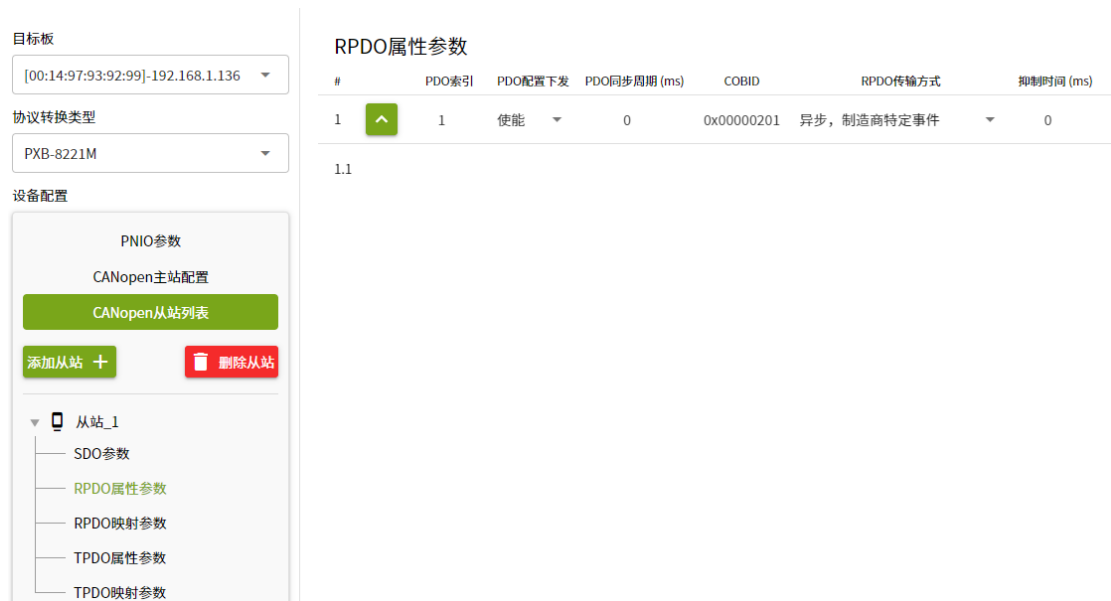 目标板
[00:14:97:93:92:99]-192.168.1.136
协议转换类型
PXB-8221M
设备配置
PNIO参数
CANopen主站配置
CANopen从站列表
添加从站 +
删除从站
从站_1
SDO参数
RPDO属性参数
RPDO映射参数
TPDO属性参数
TPDO映射参数
RPDO属性参数
# PDO索引 PDO配置下发 PDO同步周期 (ms) COBID RPDO传输方式 抑制时间 (ms)
1 1 使能 0 0x00000201 异步，制造商特定事件 0
1.1